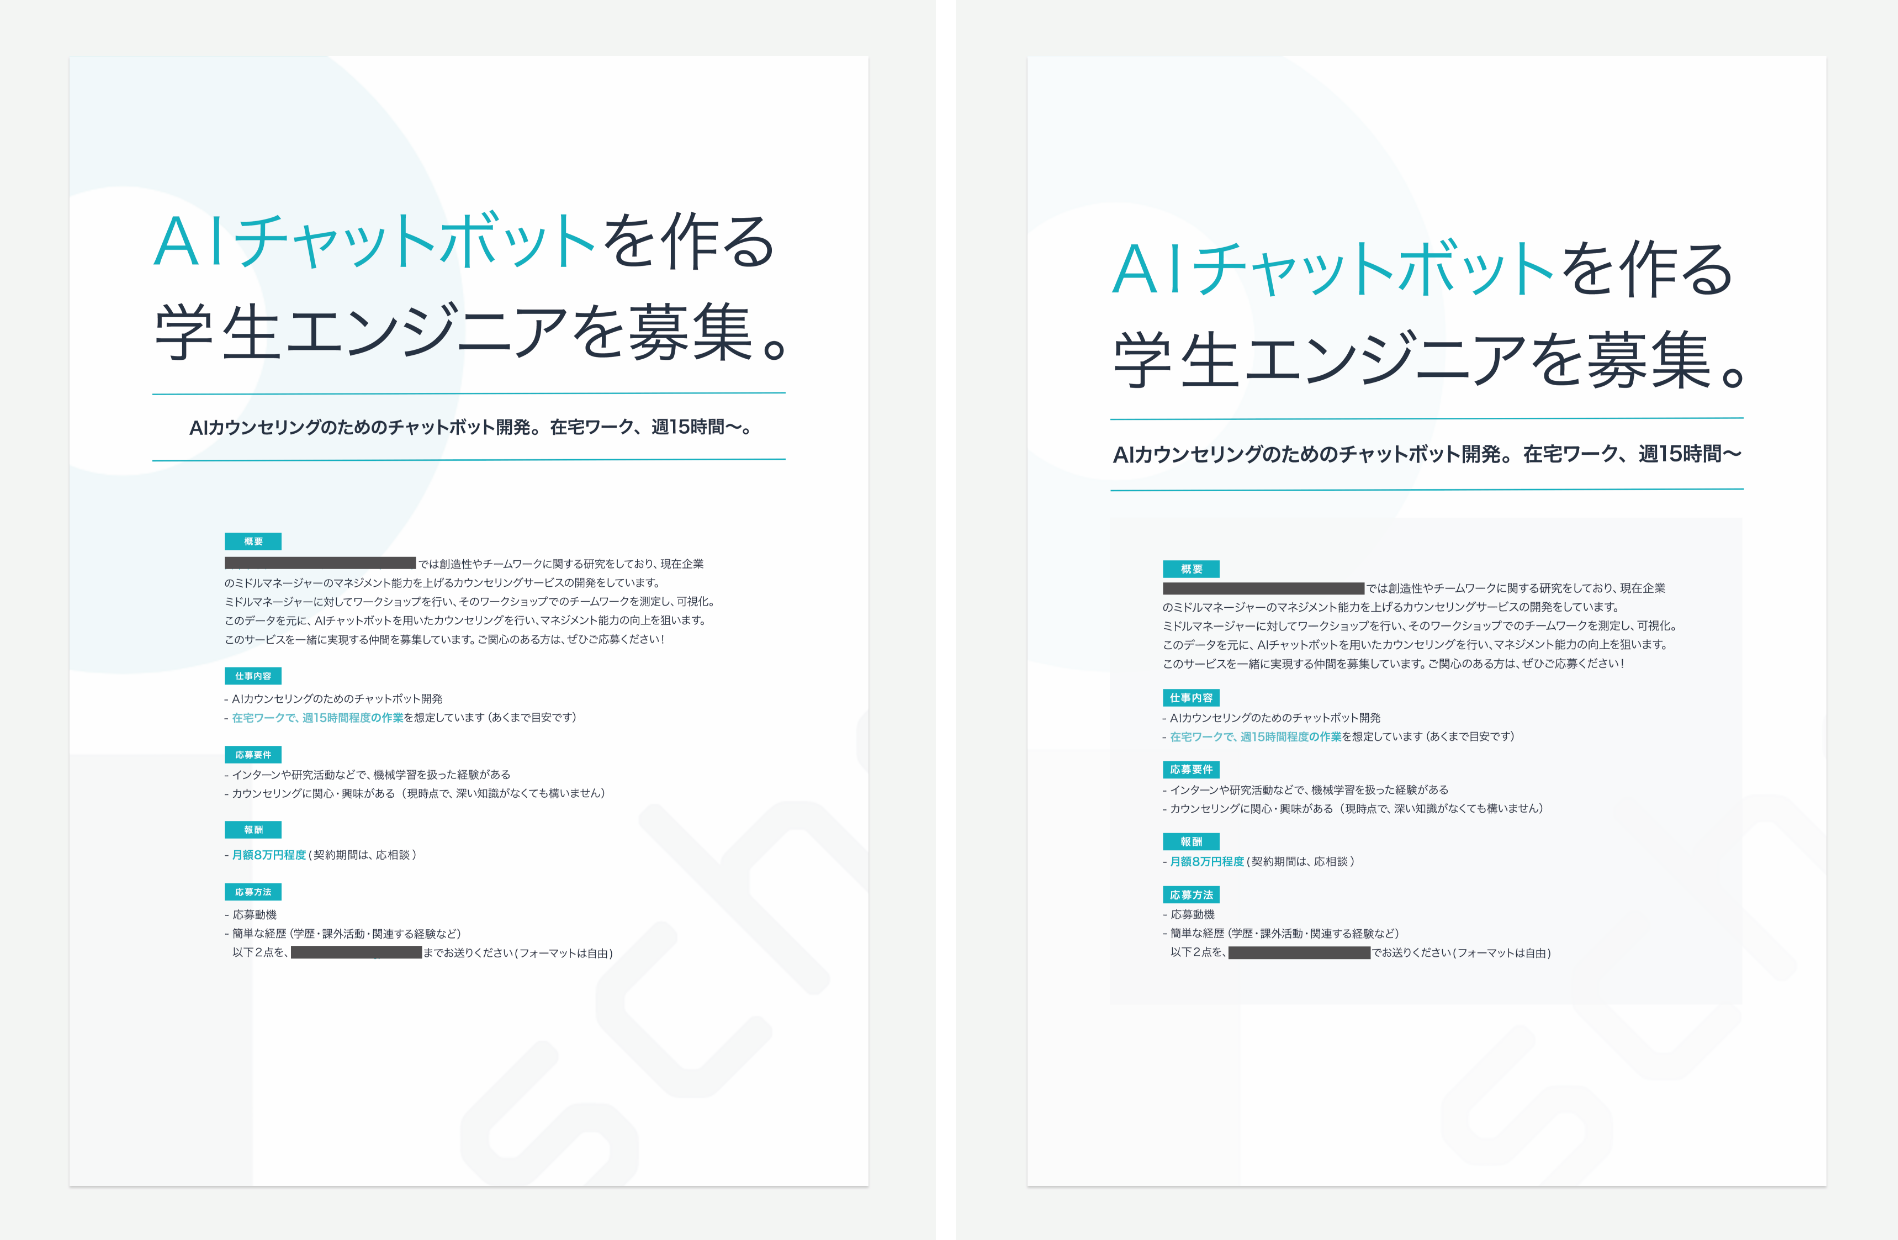 AIチャットボットを作る
学生エンジニアを募集。
AIカウンセリングのためのチャットボット開発。在宅ワーク、週15時間〜。
概要
では創造性やチームワークに関する研究をしており、現在企業
のミドルマネージャーのマネジメント能力を上げるカウンセリングサービスの開発をしています。
ミドルマネージャーに対してワークショップを行い、そのワークショップでのチームワークを測定し、可視化。
このデータを元に、AIチャットボットを用いたカウンセリングを行い、マネジメント能力の向上を狙います。
このサービスを一緒に実現する仲間を募集しています。ご関心のある方は、ぜひご応募ください!
仕事内容
- AIカウンセリングのためのチャットボット開発
- 在宅ワークで、週15時間程度の作業を想定しています（あくまで目安です）
応募要件
- インターンや研究活動などで、機械学習を扱った経験がある
- カウンセリングに関心・興味がある（現時点で、深い知識がなくても構いません）
報酬
- 月額8万円程度(契約期間は、応相談）
応募方法
- 応募動機
- 簡単な経歴（学歴・課外活動・関連する経験など）
以下2点を、までお送りください(フォーマットは自由)
sch
AIチャットボットを作る
学生エンジニアを募集。
AIカウンセリングのためのチャットボット開発。在宅ワーク、週15時間〜
概要
では創造性やチームワークに関する研究をしており、現在企業
のミドルマネージャーのマネジメント能力を上げるカウンセリングサービスの開発をしています。
ミドルマネージャーに対してワークショップを行い、そのワークショップでのチームワークを測定し、可視化。
このデータを元に、AIチャットボットを用いたカウンセリングを行い、マネジメント能力の向上を狙います。
このサービスを一緒に実現する仲間を募集しています。ご関心のある方は、ぜひご応募ください!
仕事内容
- AIカウンセリングのためのチャットボット開発
- 在宅ワークで、週15時間程度の作業を想定しています（あくまで目安です）
応募要件
- インターンや研究活動などで、機械学習を扱った経験がある
- カウンセリングに関心・興味がある（現時点で、深い知識がなくても構いません）
報酬
- 月額8万円程度(契約期間は、応相談）
応募方法
- 応募動機
- 簡単な経歴（学歴・課外活動・関連する経験など）
以下2点を、でお送りください(フォーマットは自由)
sch